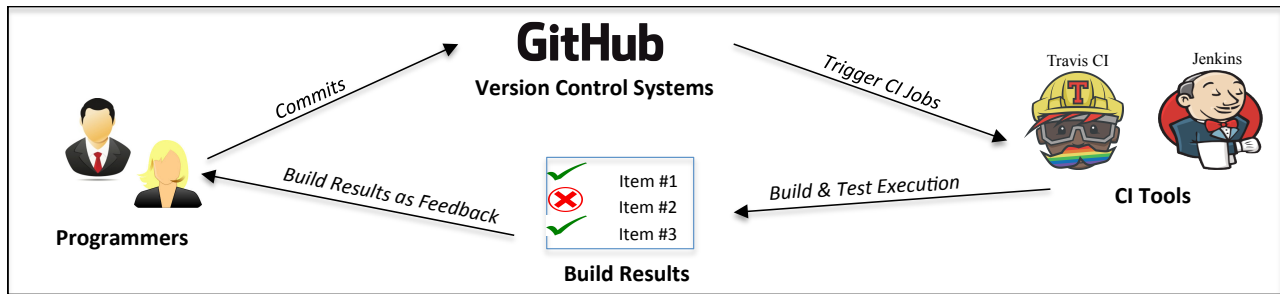 GitHub
Version Control Systems
Commits
Trigger CI Jobs
Travis CI
Jenkins
T
CI Tools
Build & Test Execution
Item #1
Item #2
Item #3
Build Results
Build Results as Feedback
Programmers